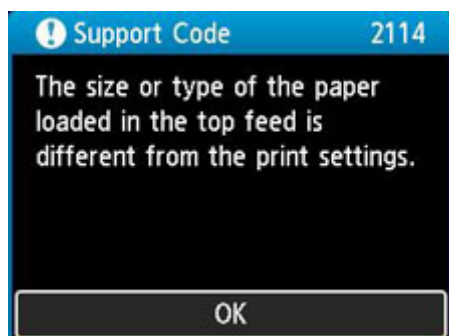 Support Code 2114
The size or type of the paper
loaded in the top feed is
different from the print settings.
OK